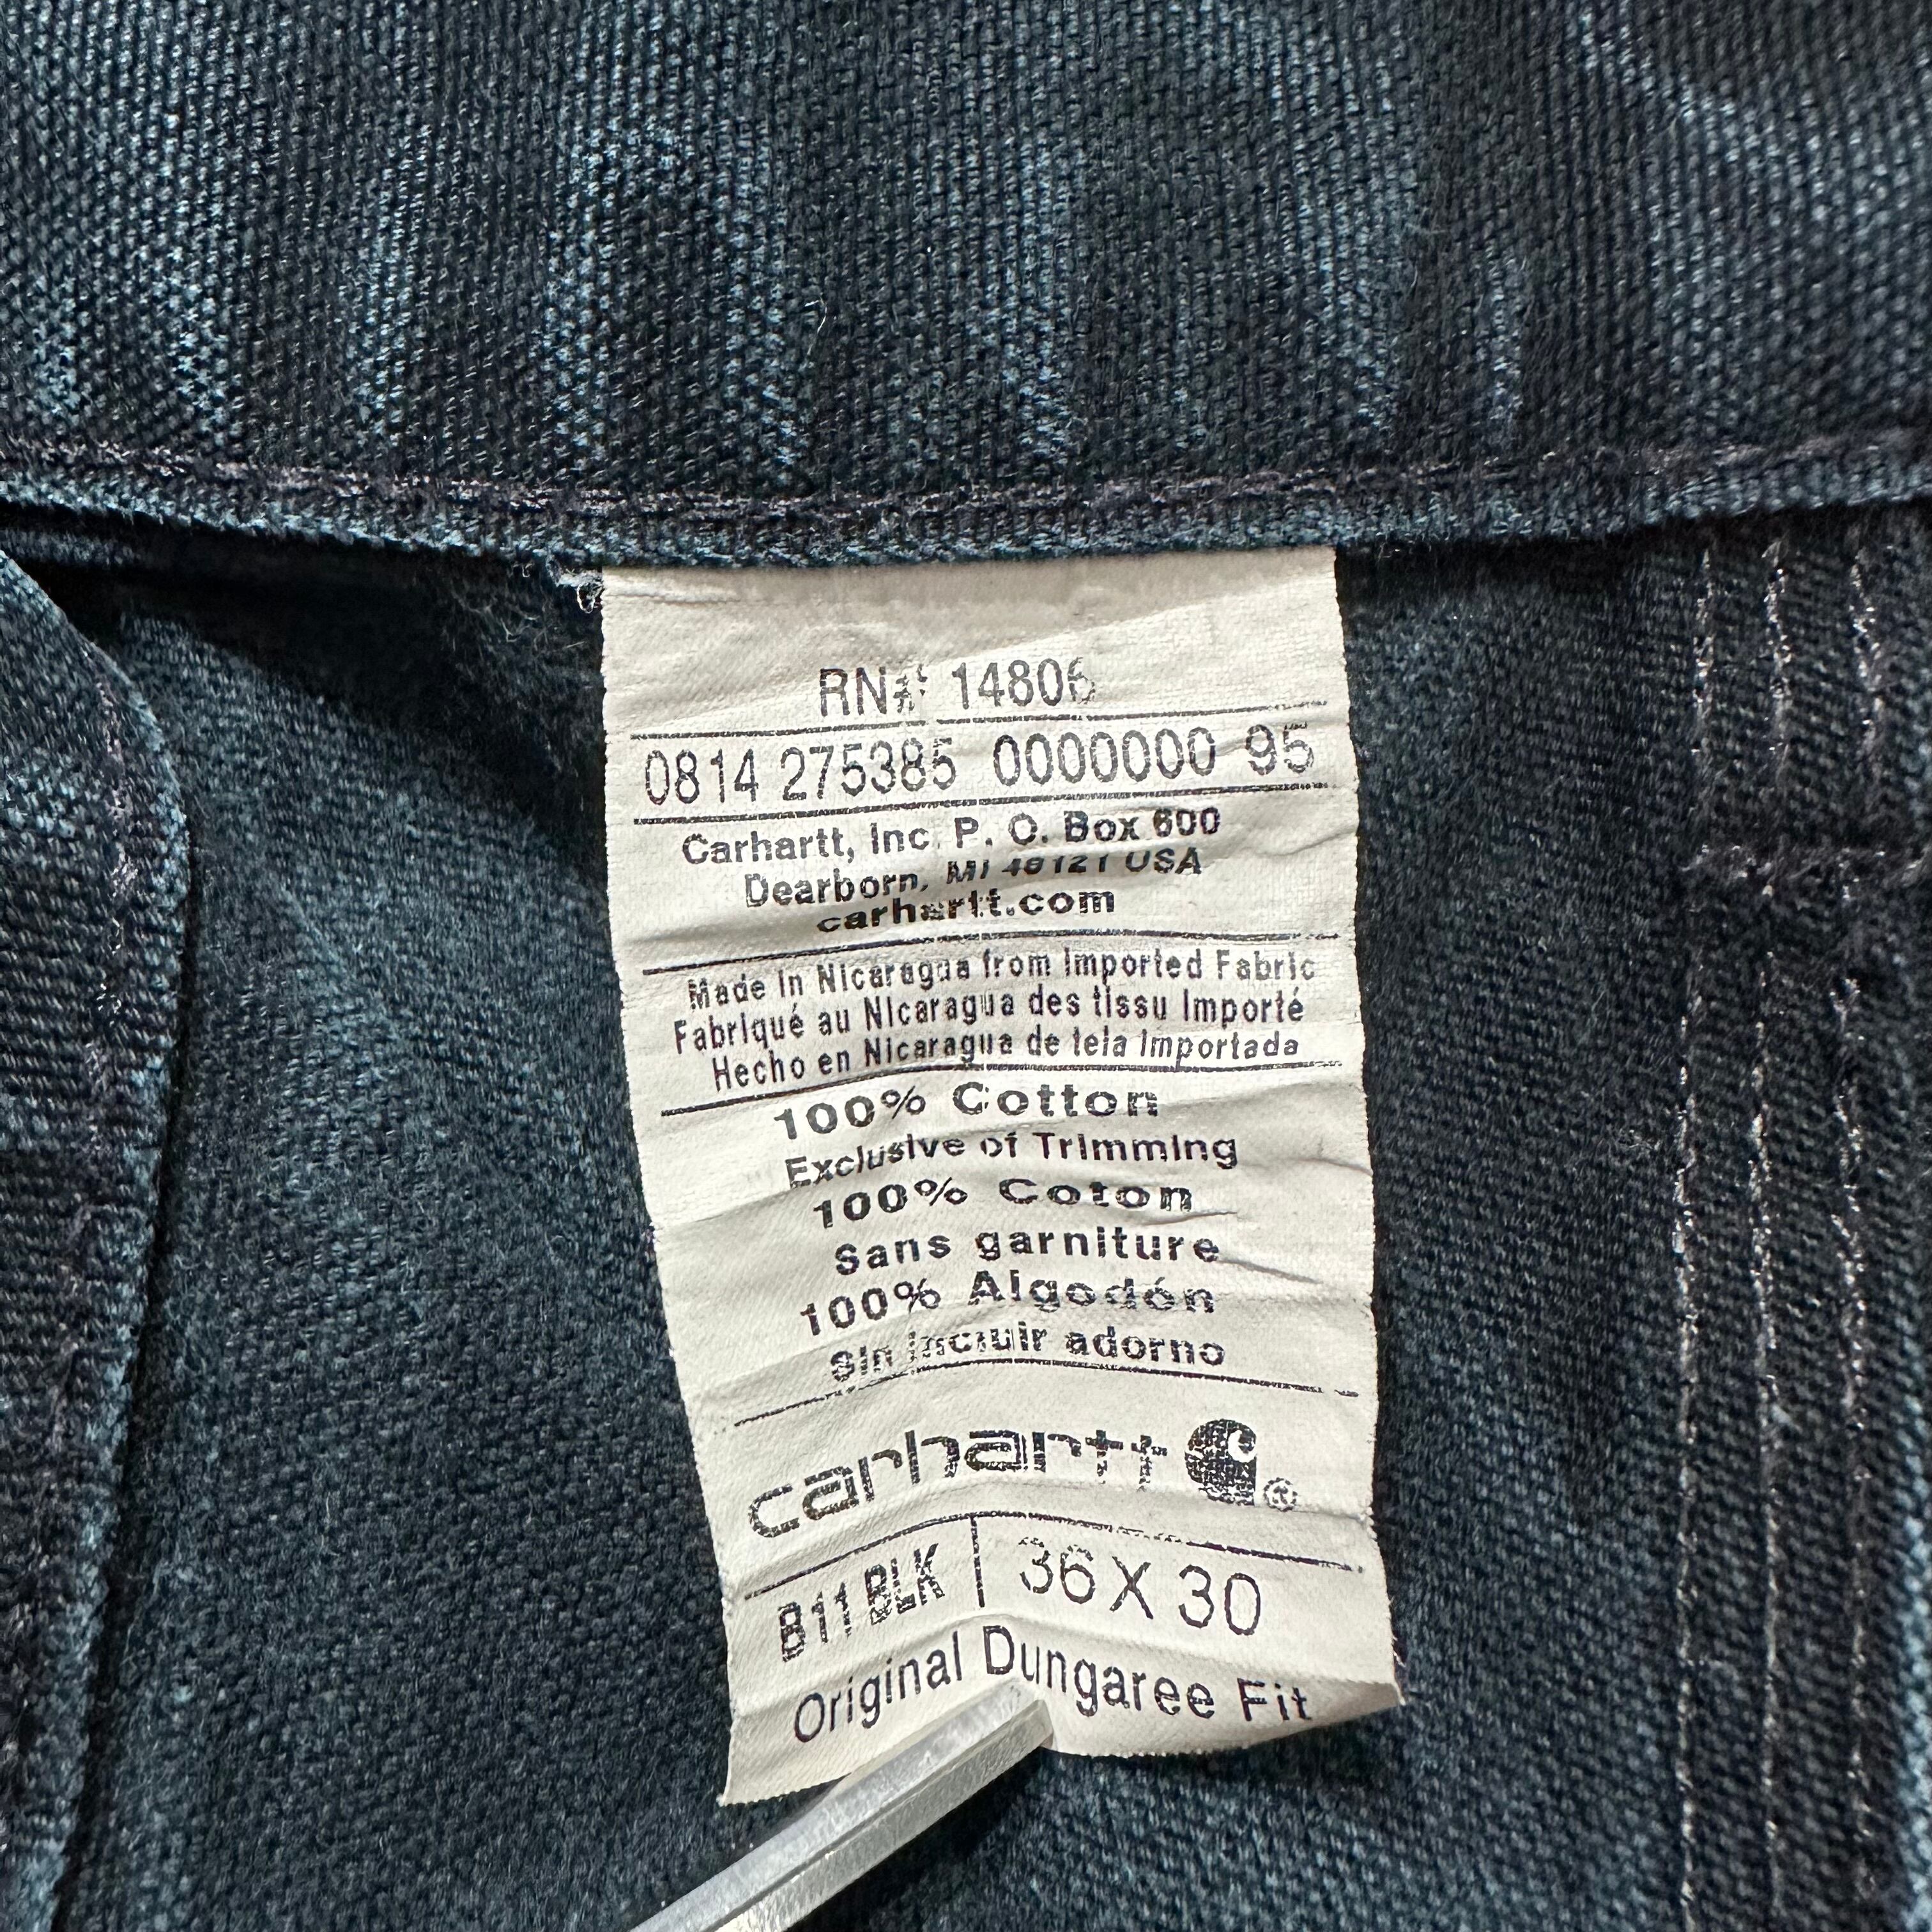 RN# 14806
0814 275385 0000000 95
Carhartt, Inc. P. O. Box 600
Dearborn, MI 48121 USA
carhartt.com
Made in Nicaragua from Imported Fabric
Fabriqué au Nicaragua des tissu Importé
Hecho en Nicaragua de tela Importada
100% Cotton
Exclusive of Trimming
100% Coton
Sans garniture
100% Algodón
Sin incluir adorno
carhartt ®
B11 BLK 36 X 30
Original Dungaree Fit